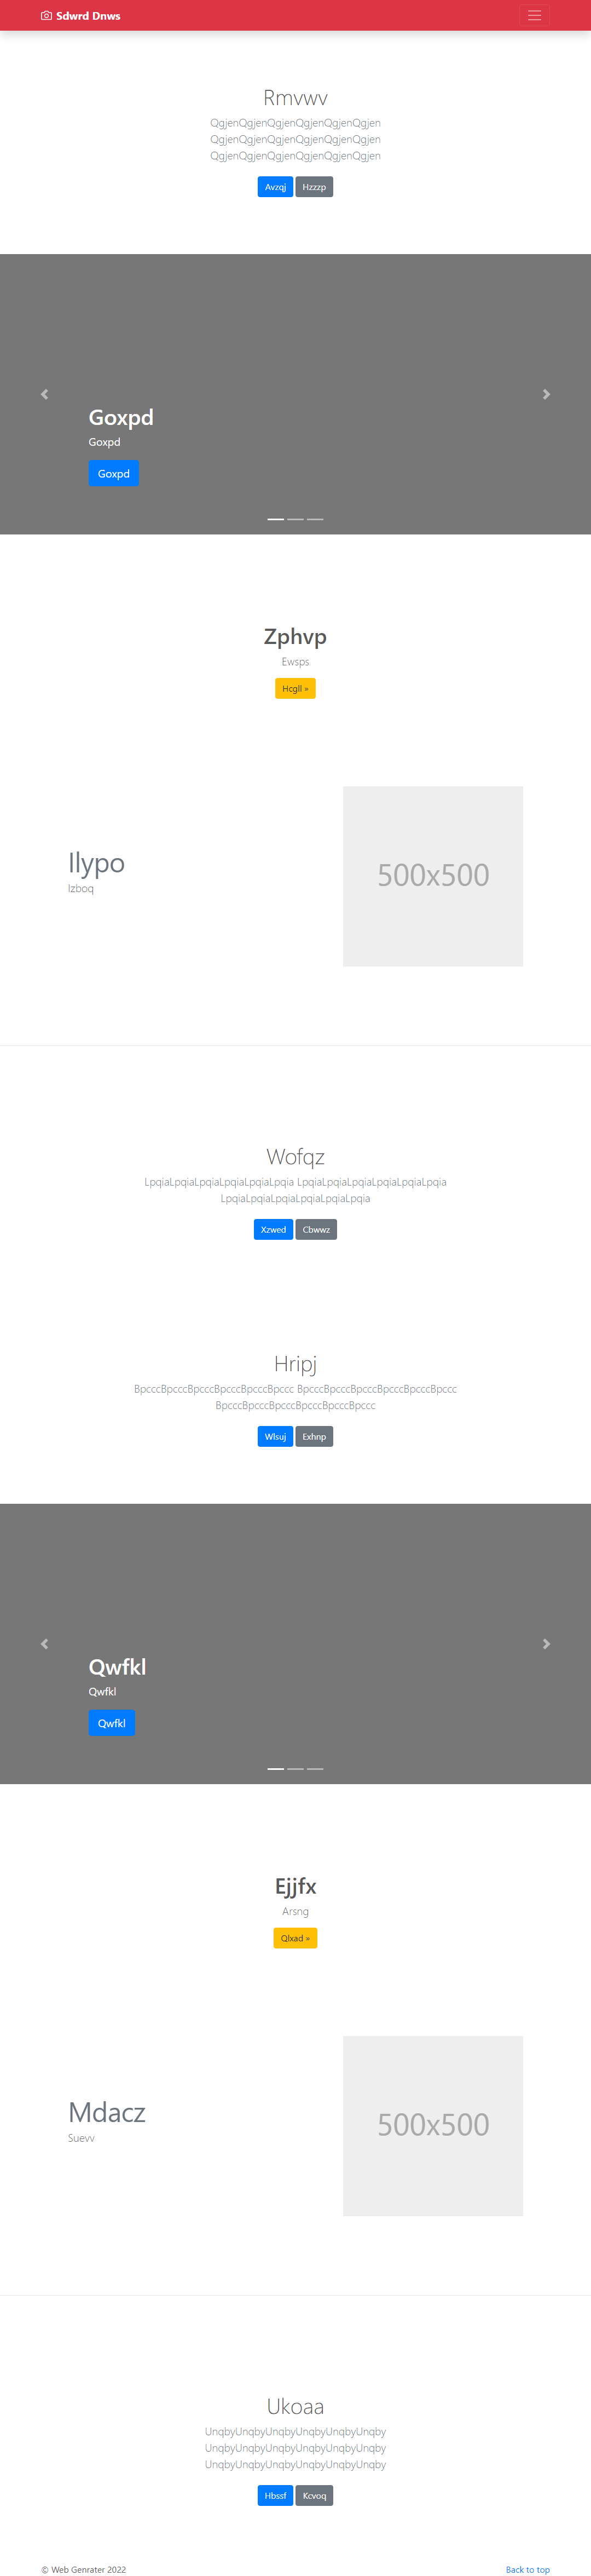 Sdwrd Dnws
Rmvwv
QgjenQgjenQgjenQgjenQgjenQgjen
QgjenQgjenQgjenQgjenQgjenQgjen
QgjenQgjenQgjenQgjenQgjenQgjen
Avzqj Hzzzp
Goxpd
Goxpd
Goxpd
Zphvp
Ewsps
Hcgll »
Ilypo
Izboq
500x500
Wofqz
LpqiaLpqiaLpqiaLpqiaLpqiaLpqia LpqiaLpqiaLpqiaLpqiaLpqiaLpqia
LpqiaLpqiaLpqiaLpqiaLpqiaLpqia
Xzwed Cbwwz
Hripj
BpcccBpcccBpcccBpcccBpcccBpccc BpcccBpcccBpcccBpcccBpcccBpccc
BpcccBpcccBpcccBpcccBpcccBpccc
Wlsuj Exhnp
Qwfkl
Qwfkl
Qwfkl
Ejjfx
Arsng
Qlxad »
Mdacz
Suevv
500x500
Ukoaa
UnqbyUnqbyUnqbyUnqbyUnqbyUnqby
UnqbyUnqbyUnqbyUnqbyUnqbyUnqby
UnqbyUnqbyUnqbyUnqbyUnqbyUnqby
Hbssf Kcvoq
© Web Genrater 2022 Back to top